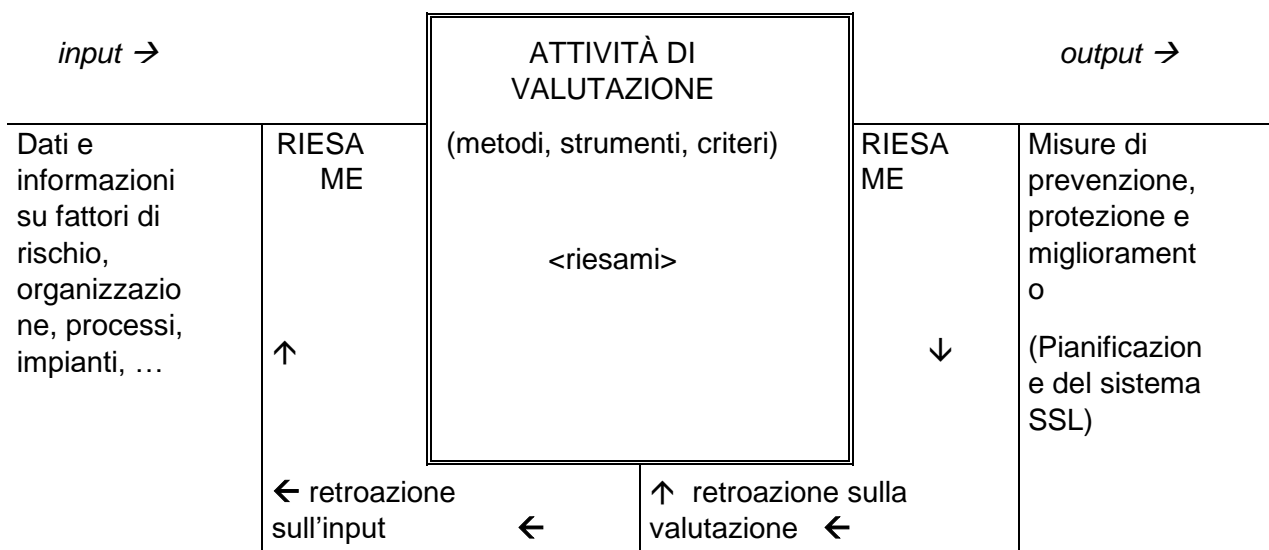 input →
ATTIVITÀ DI
VALUTAZIONE
(metodi, strumenti, criteri)
<riesami>
output →
Dati e
informazioni
su fattori di
rischio,
organizzazio
ne, processi,
impianti, …
RIESA
ME
↑
RIESA
ME
↓
Misure di
prevenzione,
protezione e
migliorament
o
(Pianificazion
e del sistema
SSL)
← retroazione
sull’input ←
↑ retroazione sulla
valutazione ←